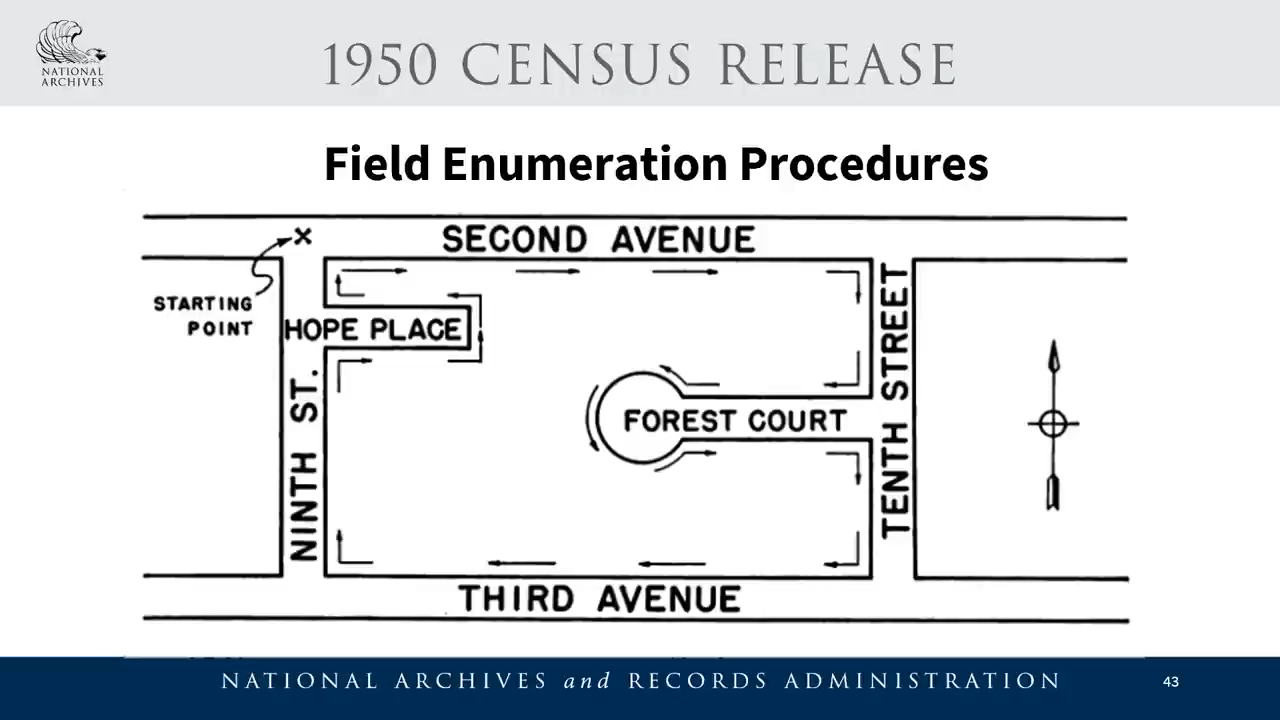 NATIONAL
ARCHIVES
1950 CENSUS RELEASE
Field Enumeration Procedures
SECOND AVENUE
STARTING
POINT
HOPE PLACE
NINTH ST.
FOREST COURT
TENTH STREET
THIRD AVENUE
NATIONAL ARCHIVES and RECORDS ADMINISTRATION
43